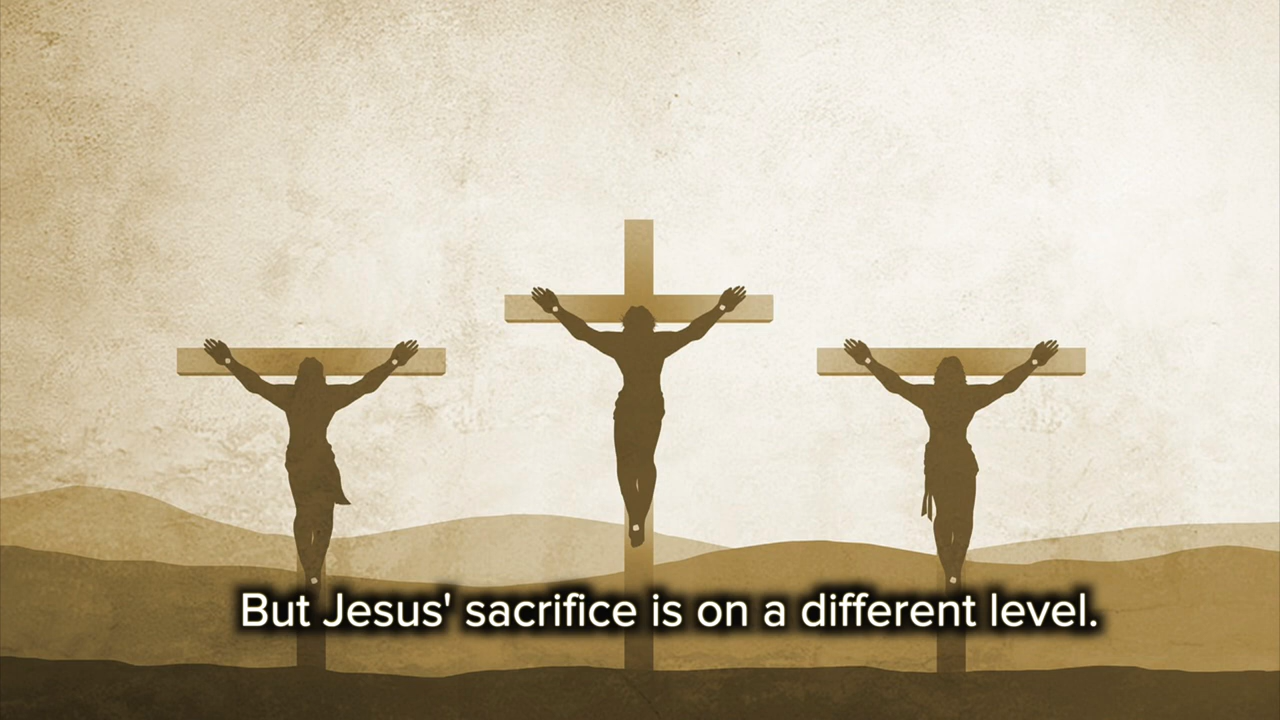 But Jesus' sacrifice is on a different level.